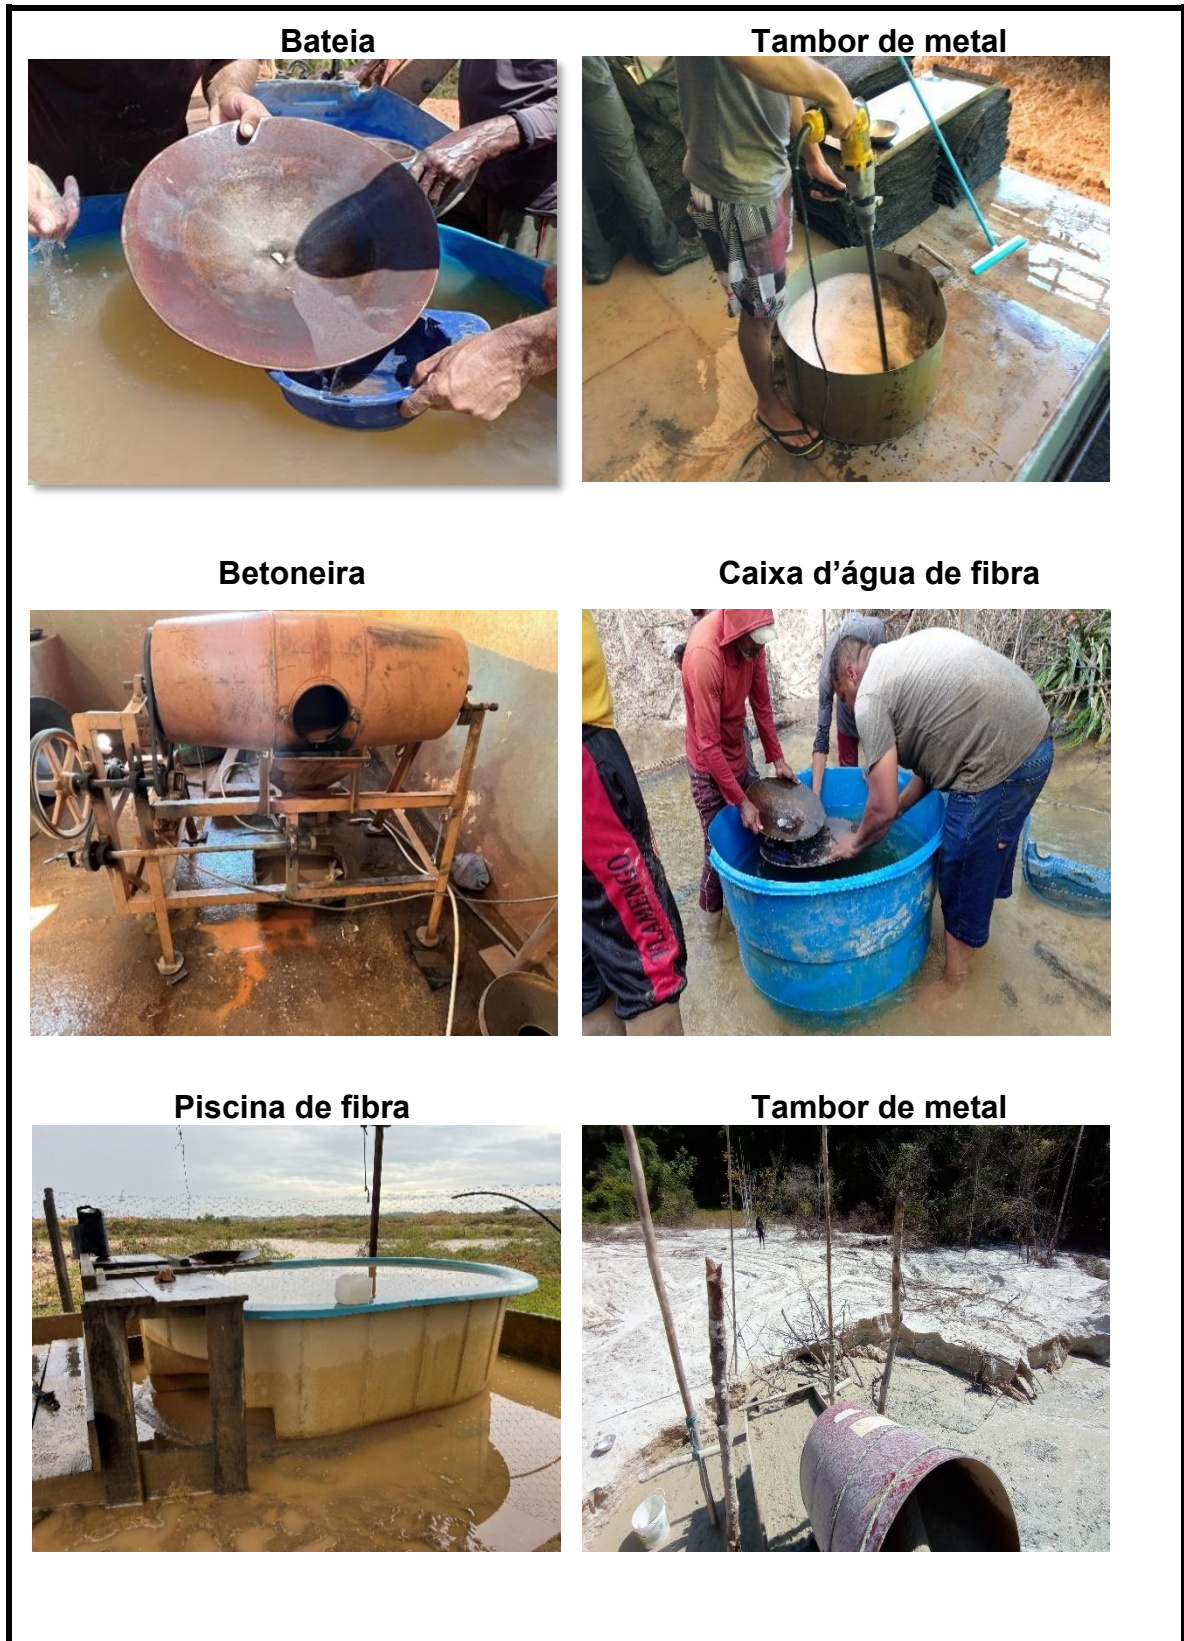 Bateia
Tambor de metal
Betoneira
Caixa d’água de fibra
FLAMENGO
Piscina de fibra
Tambor de metal